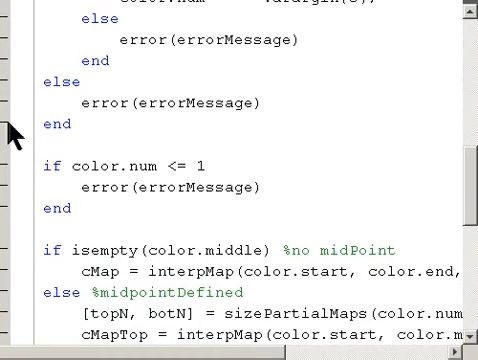 else
error(errorMessage)
end
else
error(errorMessage)
end
if color.num <= 1
error(errorMessage)
end
if isempty(color.middle) %no midPoint
cMap = interpMap(color.start, color.end,
else %midpointDefined
[topN, botN] = sizePartialMaps(color.num
cMapTop = interpMap(color.start, color.m